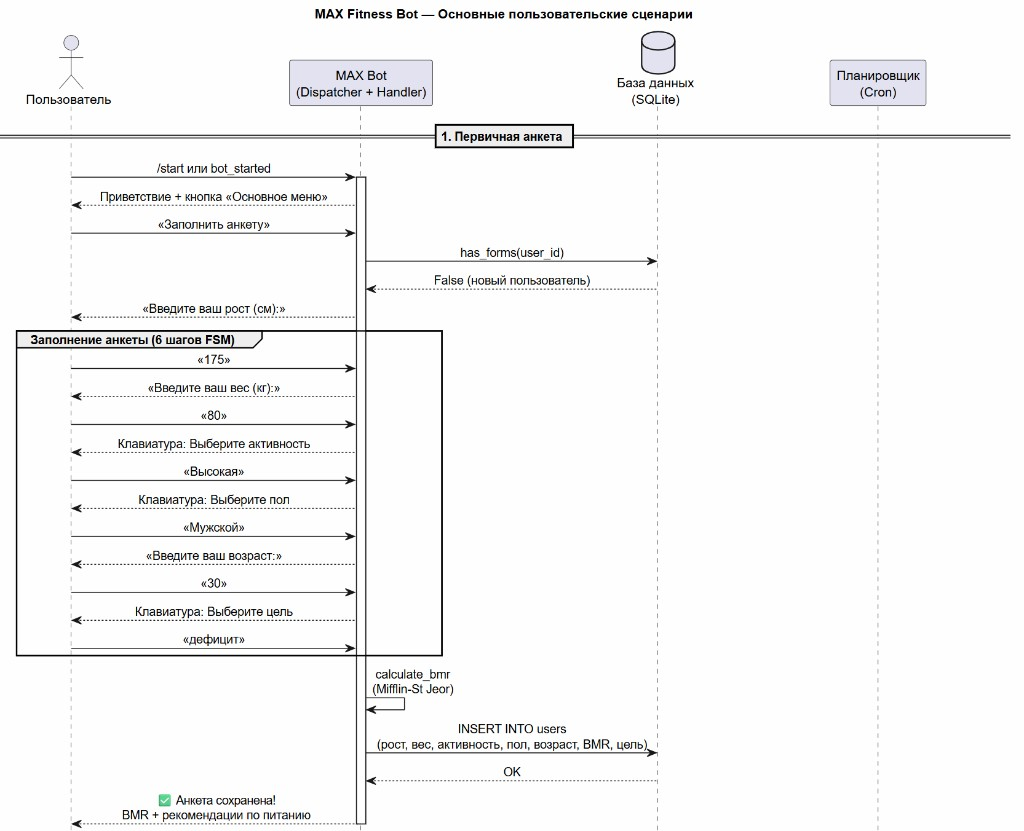 MAX Fitness Bot — Основные пользовательские сценарии
Пользователь
MAX Bot
(Dispatcher + Handler)
База данных
(SQLite)
Планировщик
(Cron)
1. Первичная анкета
/start или bot_started
Приветствие + кнопка «Основное меню»
«Заполнить анкету»
has_forms(user_id)
False (новый пользователь)
«Введите ваш рост (см):»
Заполнение анкеты (6 шагов FSM)
«175»
«Введите ваш вес (кг):»
«80»
Клавиатура: Выберите активность
«Высокая»
Клавиатура: Выберите пол
«Мужской»
«Введите ваш возраст:»
«30»
Клавиатура: Выберите цель
«дефицит»
calculate_bmr
(Mifflin-St Jeor)
INSERT INTO users
(рост, вес, активность, пол, возраст, BMR, цель)
OK
✅ Анкета сохранена!
BMR + рекомендации по питанию